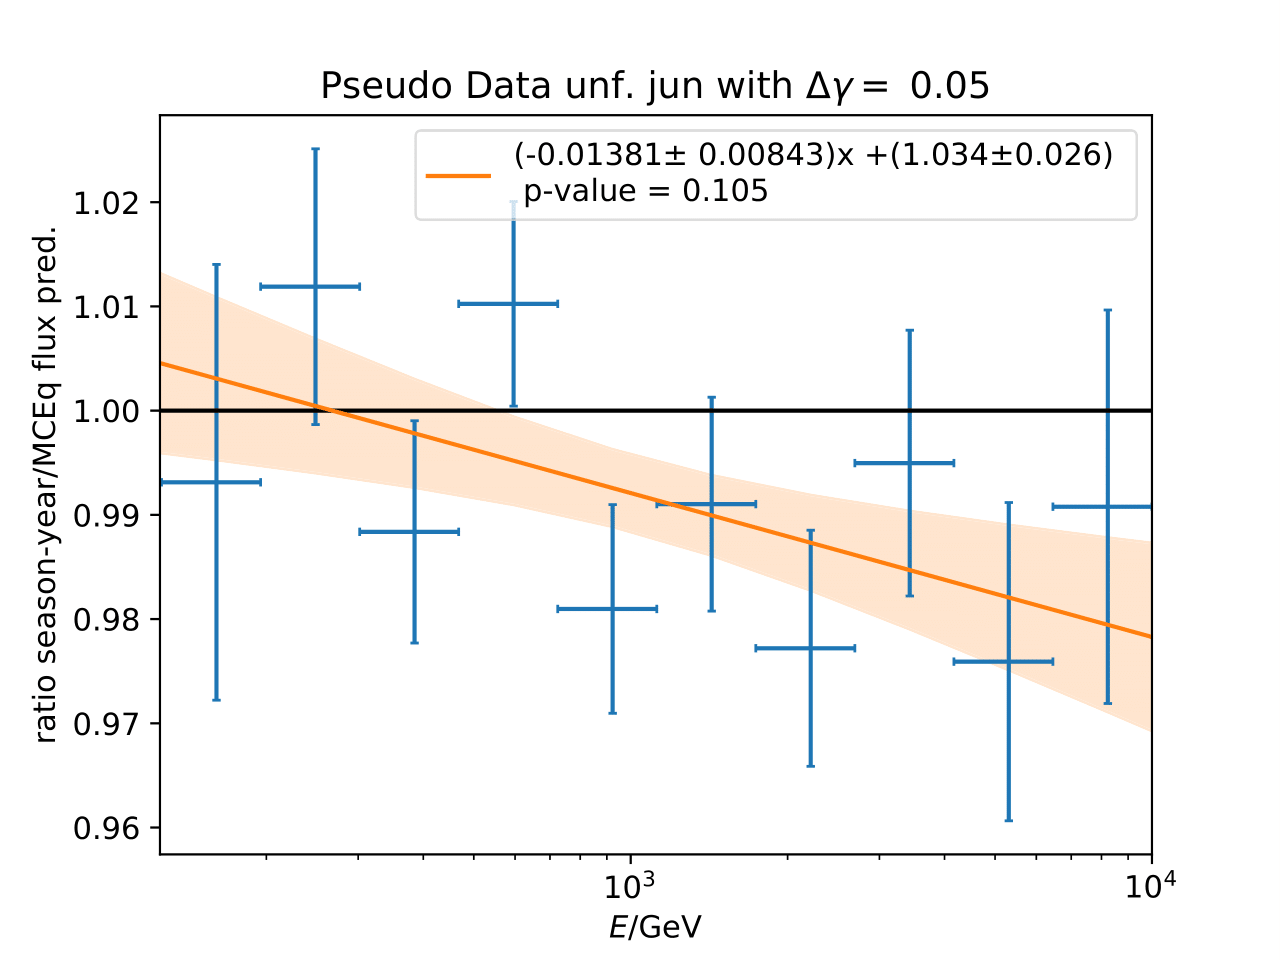 Pseudo Data unf. jun with Δγ = 0.05
(-0.01381± 0.00843)x +(1.034±0.026)
p-value = 0.105
ratio season-year/MCEq flux pred.
1.02
1.01
1.00
0.99
0.98
0.97
0.96
10³
10⁴
E/GeV